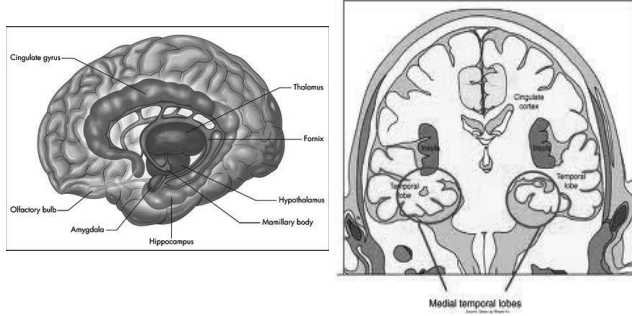 Cingulate gyrus
Thalamus
Fornix
Hypothalamus
Mamillary body
Hippocampus
Amygdala
Olfactory bulb
Cingulate
cortex
Insula
Insula
Temporal
lobe
Temporal
lobe
Medial temporal lobes